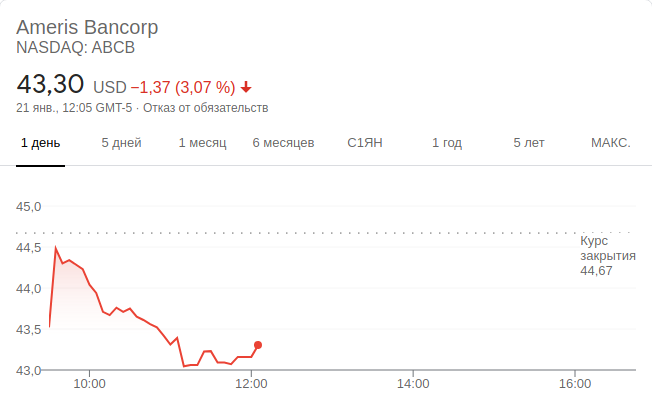 Ameris Bancorp
NASDAQ: ABCB
43,30 USD −1,37 (3,07 %)
21 янв., 12:05 GMT-5 · Отказ от обязательств
1 день 5 дней 1 месяц 6 месяцев С1ЯН 1 год 5 лет МАКС.
45,0
Курс
закрытия
44,67
44,5
44,0
43,5
43,0
10:00 12:00 14:00 16:00